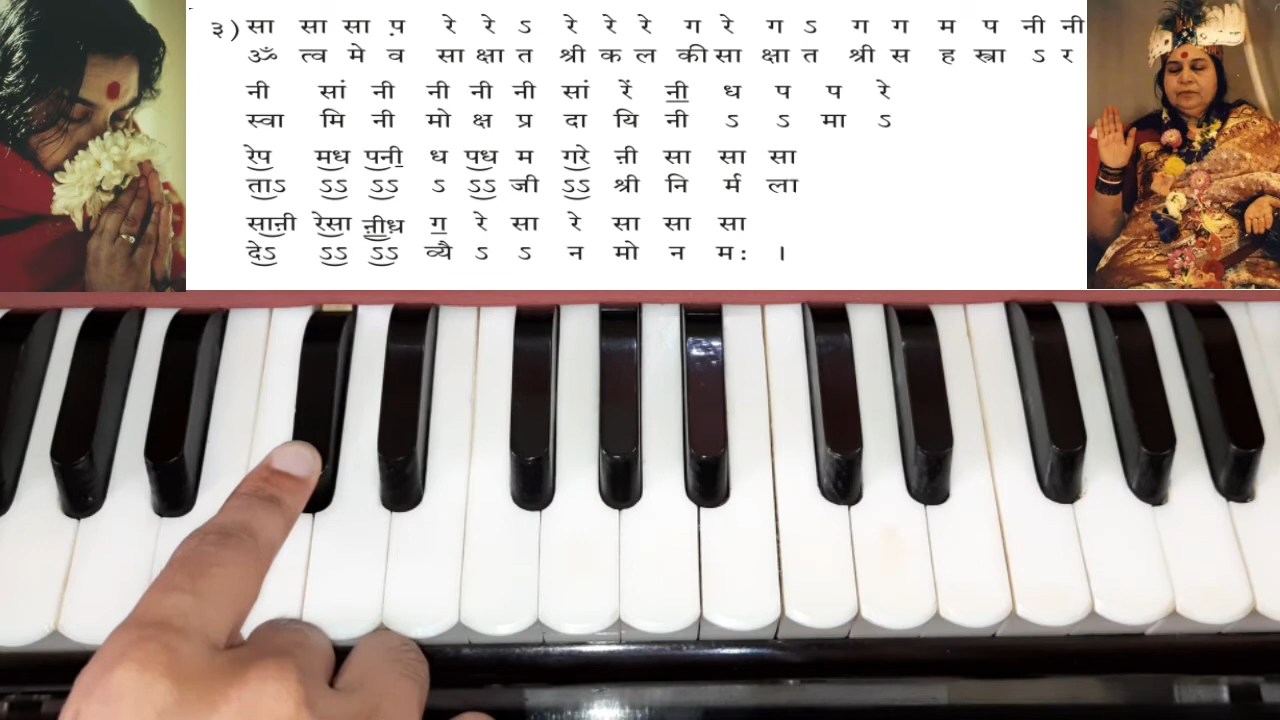 ३) सा सा सा प़ रे रे ऽ रे रे रे ग रे ग ऽ ग ग म प नी नी
ॐ त्व मे व सा क्षा त श्री क ल की सा क्षा त श्री स ह स्त्रा ऽ र
नी सां नी नी नी नी सां रें नी॒ ध प प रे
स्वा मि नी मो क्ष प्र दा यि नी ऽ ऽ मा ऽ
रेप मध पनी॒ ध पध म गरे ऩी सा सा सा
ताऽ ऽऽ ऽऽ ऽ ऽऽ जी ऽऽ श्री नि र्म ला
साऩी रेसा ऩी॒ध ग॒ रे सा रे सा सा सा
देऽ ऽऽ ऽऽ व्यै ऽ ऽ न मो न मः ।